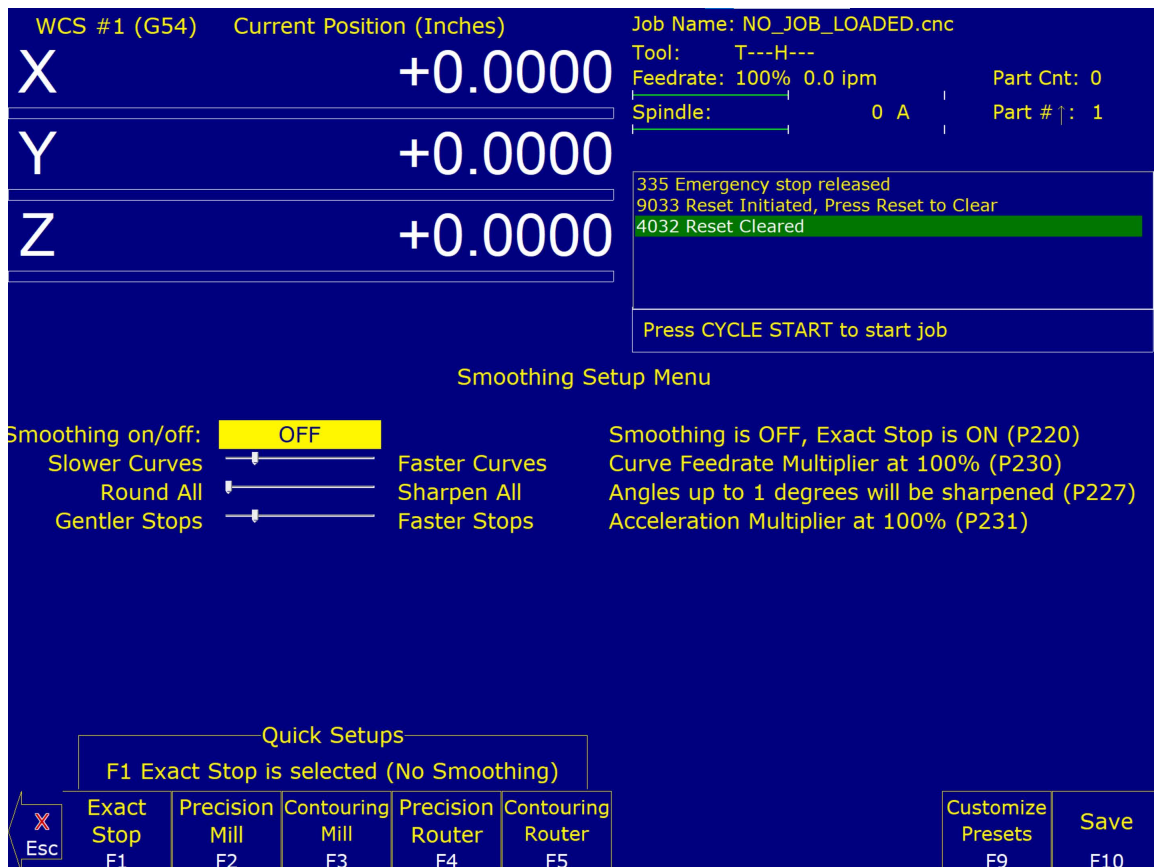 WCS #1 (G54) Current Position (Inches)
X +0.0000
Y +0.0000
Z +0.0000
Job Name: NO_JOB_LOADED.cnc
Tool: T---H---
Feedrate: 100% 0.0 ipm Part Cnt: 0
Spindle: 0 A Part #↑: 1
335 Emergency stop released
9033 Reset Initiated, Press Reset to Clear
4032 Reset Cleared
Press CYCLE START to start job
Smoothing Setup Menu
Smoothing on/off: OFF Smoothing is OFF, Exact Stop is ON (P220)
Slower Curves Faster Curves Curve Feedrate Multiplier at 100% (P230)
Round All Sharpen All Angles up to 1 degrees will be sharpened (P227)
Gentler Stops Faster Stops Acceleration Multiplier at 100% (P231)
Quick Setups
F1 Exact Stop is selected (No Smoothing)
X
Esc
Exact
Stop
F1
Precision
Mill
F2
Contouring
Mill
F3
Precision
Router
F4
Contouring
Router
F5
Customize
Presets
F9
Save
F10